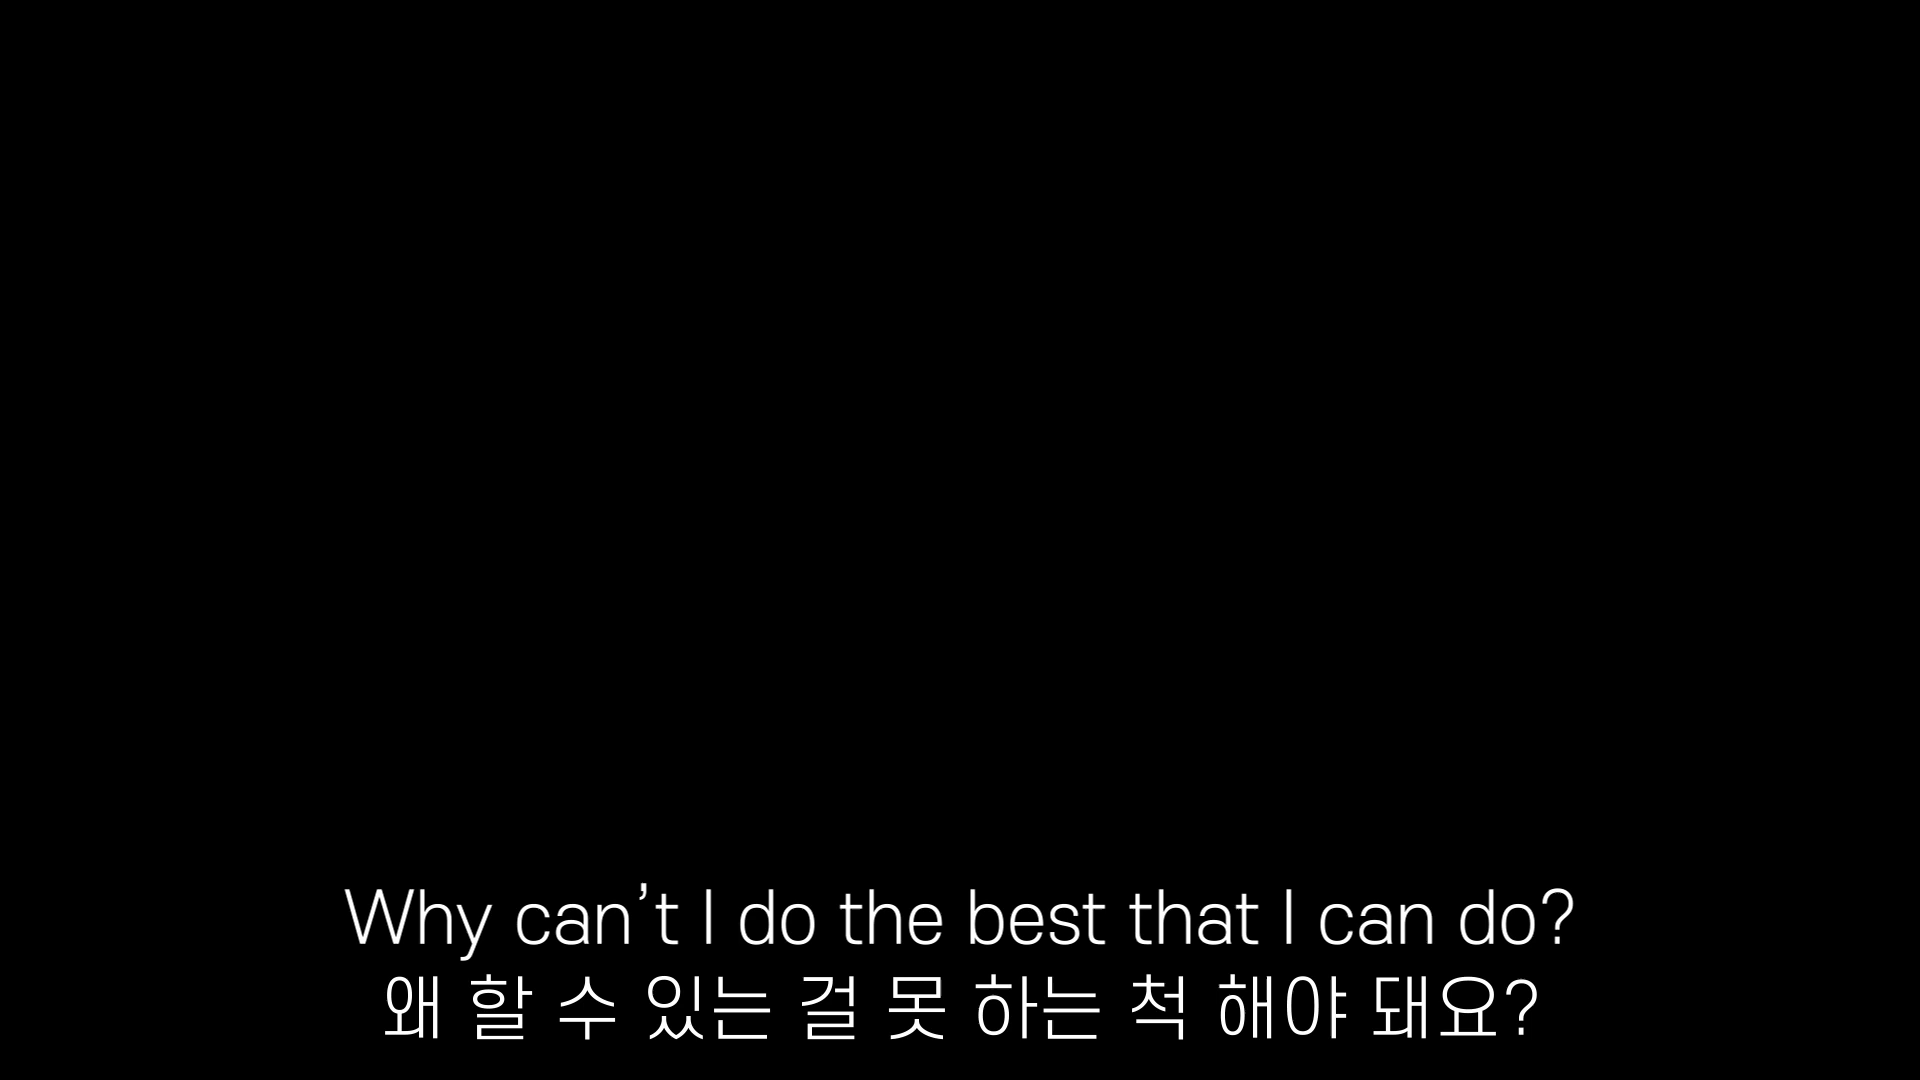 Why can’t I do the best that I can do?
왜 할 수 있는 걸 못 하는 척 해야 돼요?